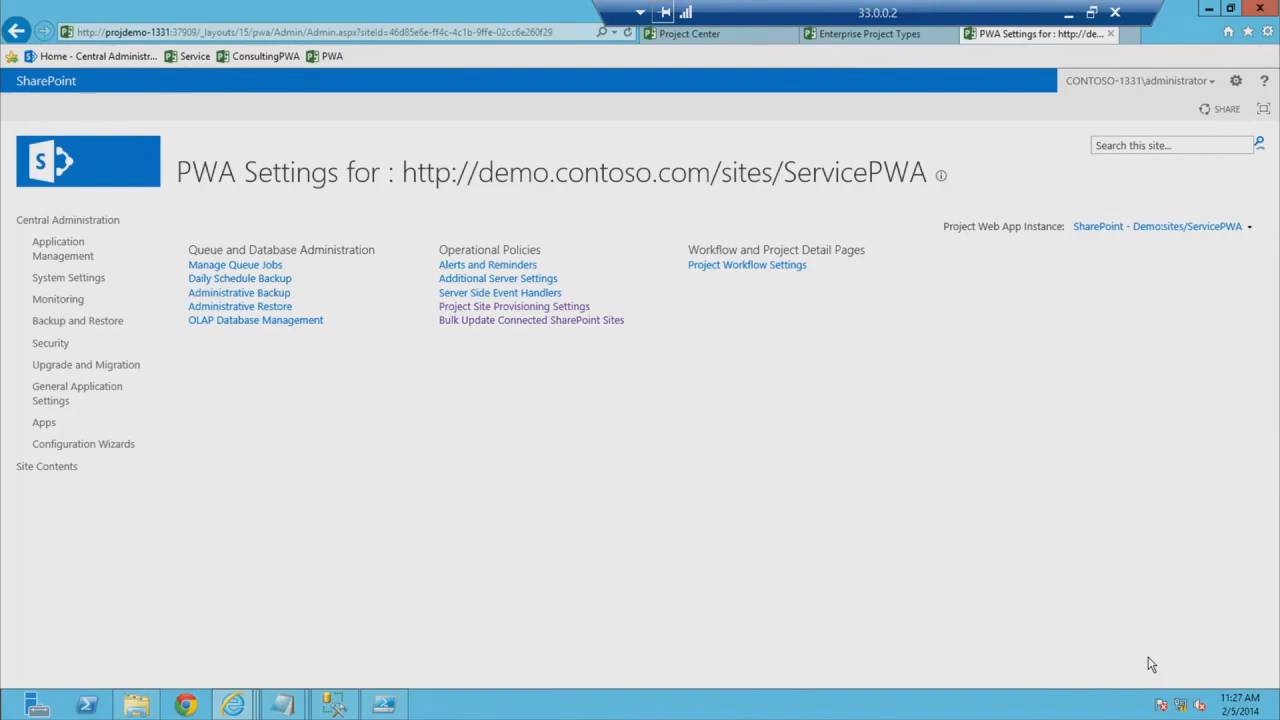 33.0.0.2
http://projdemo-1331:37909/_layouts/15/pwa/Admin/Admin.aspx?siteId=46d85e6e-ff4c-4c1b-9ffe-02cc6e260f29
Project Center
Enterprise Project Types
PWA Settings for : http://de...
Home - Central Administr...
Service
ConsultingPWA
PWA
SharePoint
CONTOSO-1331\administrator
SHARE
S
PWA Settings for : http://demo.contoso.com/sites/ServicePWA
Search this site...
Project Web App Instance: SharePoint - Demo:sites/ServicePWA
Central Administration
Application
Management
System Settings
Monitoring
Backup and Restore
Security
Upgrade and Migration
General Application
Settings
Apps
Configuration Wizards
Site Contents
Queue and Database Administration
Manage Queue Jobs
Daily Schedule Backup
Administrative Backup
Administrative Restore
OLAP Database Management
Operational Policies
Alerts and Reminders
Additional Server Settings
Server Side Event Handlers
Project Site Provisioning Settings
Bulk Update Connected SharePoint Sites
Workflow and Project Detail Pages
Project Workflow Settings
11:27 AM
2/5/2014